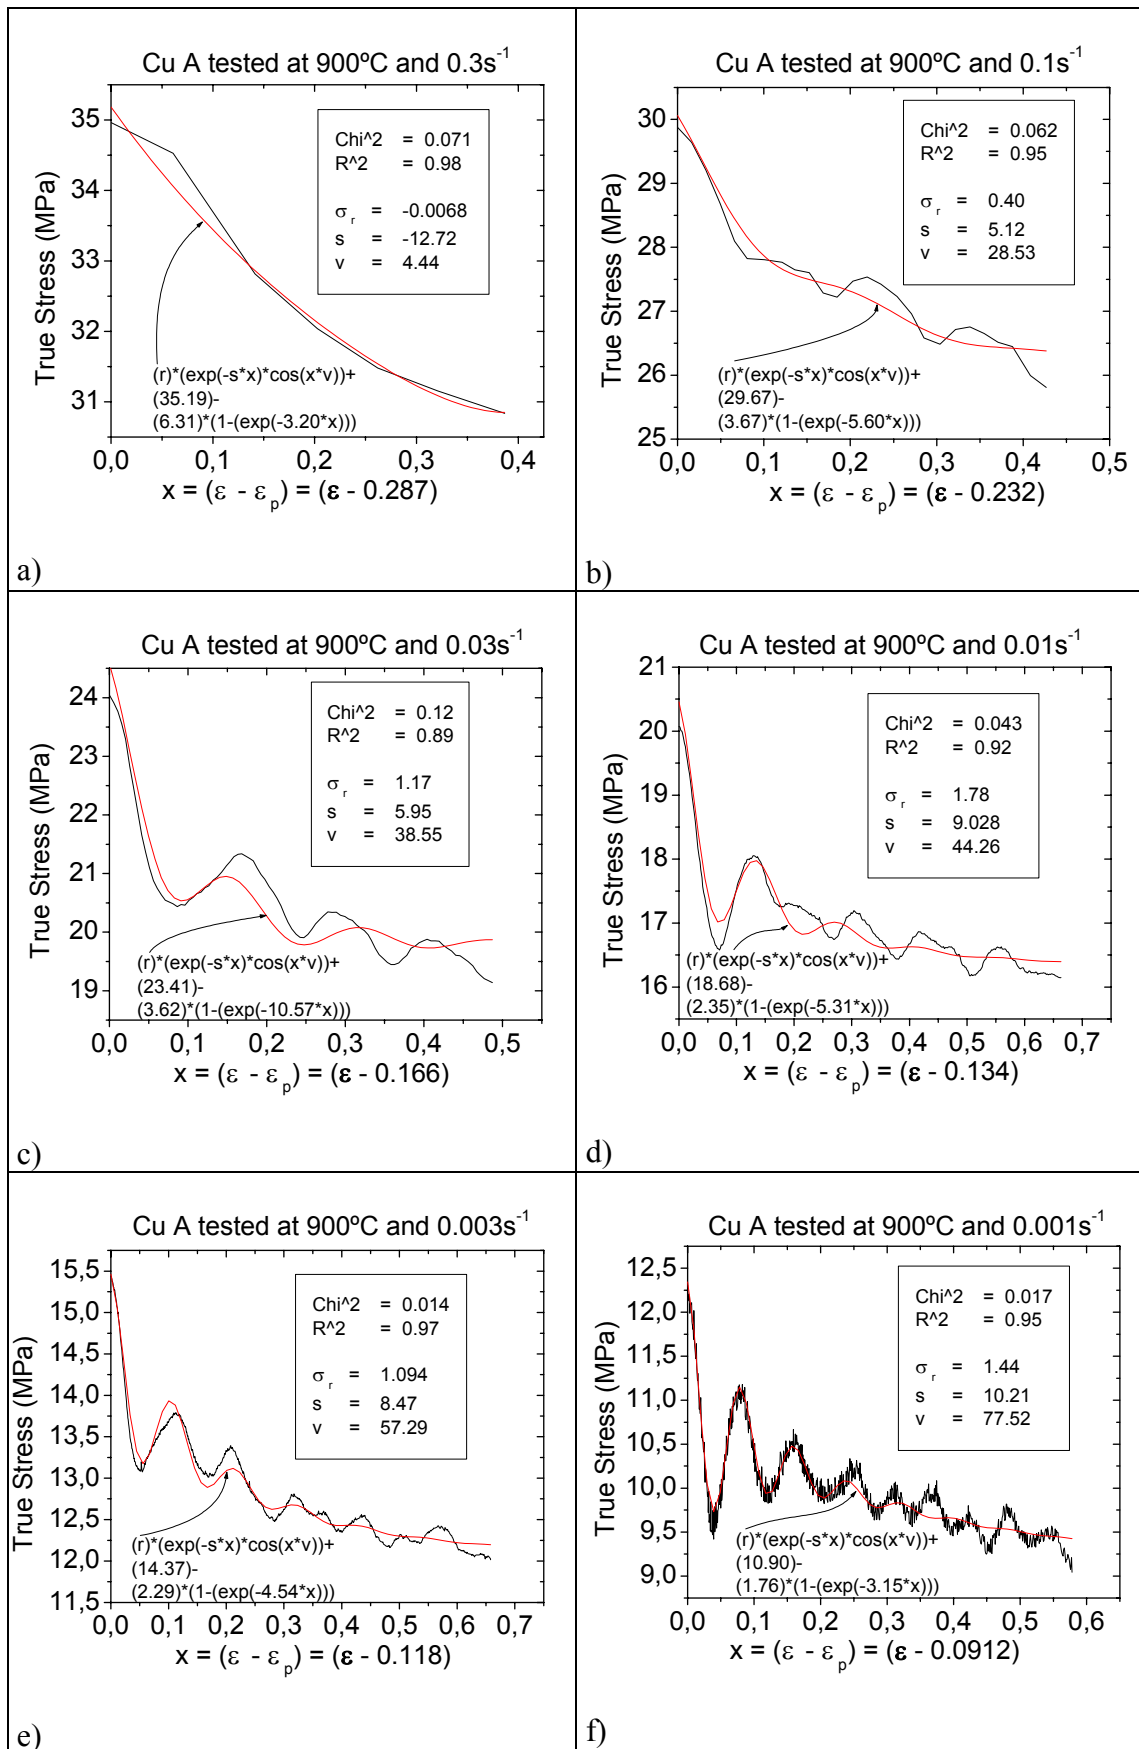 Cu A tested at 900ºC and 0.3s⁻¹
True Stress (MPa)
35
34
33
32
31
Chi^2 = 0.071
R^2 = 0.98
σr = -0.0068
s = -12.72
v = 4.44
(r)*(exp(-s*x)*cos(x*v))+
(35.19)-
(6.31)*(1-(exp(-3.20*x)))
0,0 0,1 0,2 0,3 0,4
x = (ε - εp) = (ε - 0.287)
a)
Cu A tested at 900ºC and 0.1s⁻¹
True Stress (MPa)
30
29
28
27
26
25
Chi^2 = 0.062
R^2 = 0.95
σr = 0.40
s = 5.12
v = 28.53
(r)*(exp(-s*x)*cos(x*v))+
(29.67)-
(3.67)*(1-(exp(-5.60*x)))
0,0 0,1 0,2 0,3 0,4 0,5
x = (ε - εp) = (ε - 0.232)
b)
Cu A tested at 900ºC and 0.03s⁻¹
True Stress (MPa)
24
23
22
21
20
19
Chi^2 = 0.12
R^2 = 0.89
σr = 1.17
s = 5.95
v = 38.55
(r)*(exp(-s*x)*cos(x*v))+
(23.41)-
(3.62)*(1-(exp(-10.57*x)))
0,0 0,1 0,2 0,3 0,4 0,5
x = (ε - εp) = (ε - 0.166)
c)
Cu A tested at 900ºC and 0.01s⁻¹
True Stress (MPa)
21
20
19
18
17
16
Chi^2 = 0.043
R^2 = 0.92
σr = 1.78
s = 9.028
v = 44.26
(r)*(exp(-s*x)*cos(x*v))+
(18.68)-
(2.35)*(1-(exp(-5.31*x)))
0,0 0,1 0,2 0,3 0,4 0,5 0,6 0,7
x = (ε - εp) = (ε - 0.134)
d)
Cu A tested at 900ºC and 0.003s⁻¹
True Stress (MPa)
15,5
15,0
14,5
14,0
13,5
13,0
12,5
12,0
11,5
Chi^2 = 0.014
R^2 = 0.97
σr = 1.094
s = 8.47
v = 57.29
(r)*(exp(-s*x)*cos(x*v))+
(14.37)-
(2.29)*(1-(exp(-4.54*x)))
0,0 0,1 0,2 0,3 0,4 0,5 0,6 0,7
x = (ε - εp) = (ε - 0.118)
e)
Cu A tested at 900ºC and 0.001s⁻¹
True Stress (MPa)
12,5
12,0
11,5
11,0
10,5
10,0
9,5
9,0
Chi^2 = 0.017
R^2 = 0.95
σr = 1.44
s = 10.21
v = 77.52
(r)*(exp(-s*x)*cos(x*v))+
(10.90)-
(1.76)*(1-(exp(-3.15*x)))
0,0 0,1 0,2 0,3 0,4 0,5 0,6
x = (ε - εp) = (ε - 0.0912)
f)